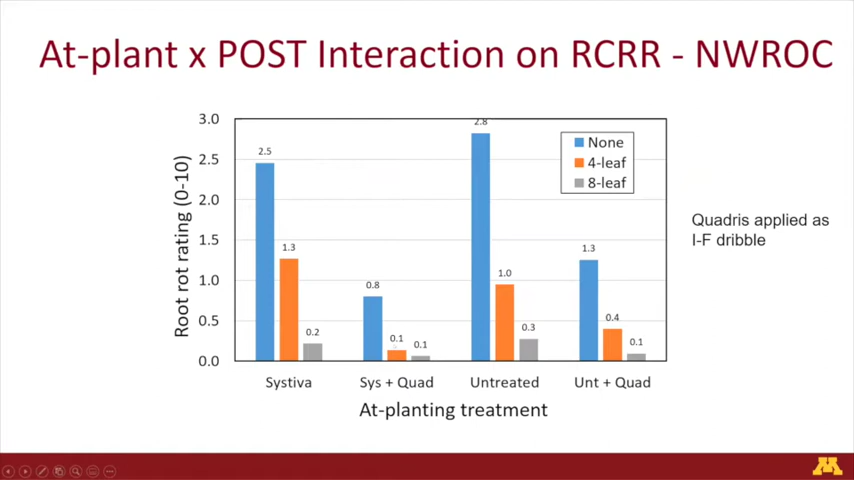 At-plant x POST Interaction on RCRR - NWROC
Root rot rating (0-10)
3.0
2.5
2.0
1.5
1.0
0.5
0.0
2.5
1.3
0.2
0.8
0.1
0.1
2.8
1.0
0.3
1.3
0.4
0.1
None
4-leaf
8-leaf
Systiva
Sys + Quad
Untreated
Unt + Quad
At-planting treatment
Quadris applied as
I-F dribble
M